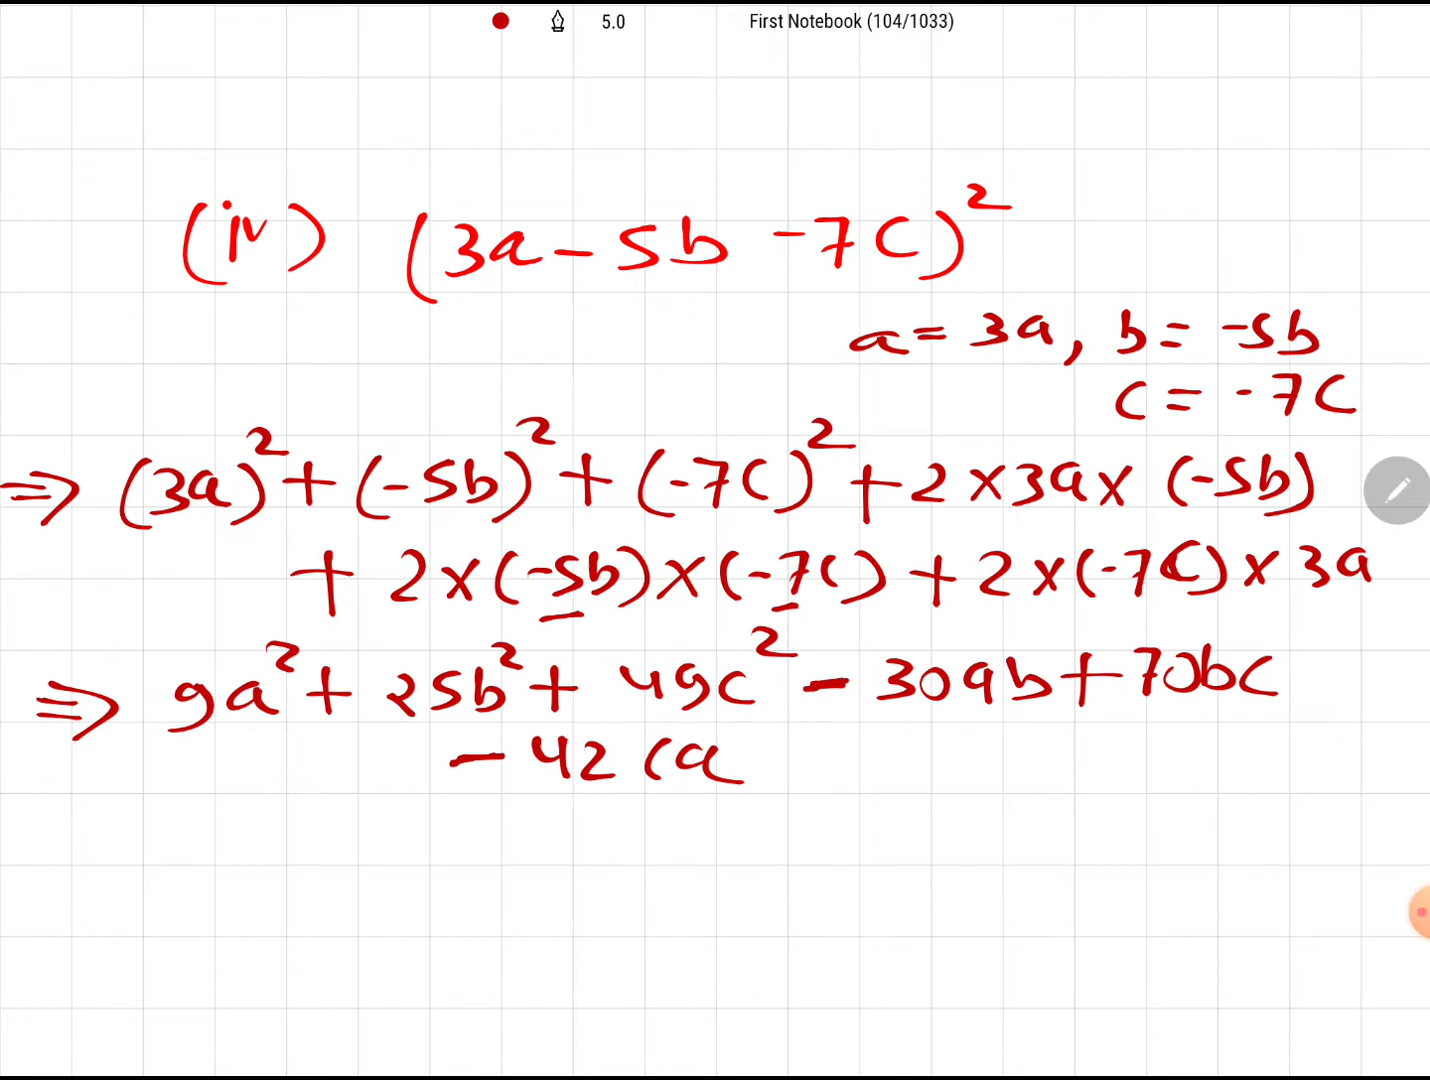 5.0 First Notebook (104/1033)
(iv) (3a - 5b - 7c)²
a = 3a, b = -5b
c = -7c
⇒ (3a)² + (-5b)² + (-7c)² + 2 × 3a × (-5b)
+ 2 × (-5b) × (-7c) + 2 × (-7c) × 3a
⇒ 9a² + 25b² + 49c² - 30ab + 70bc
- 42ca